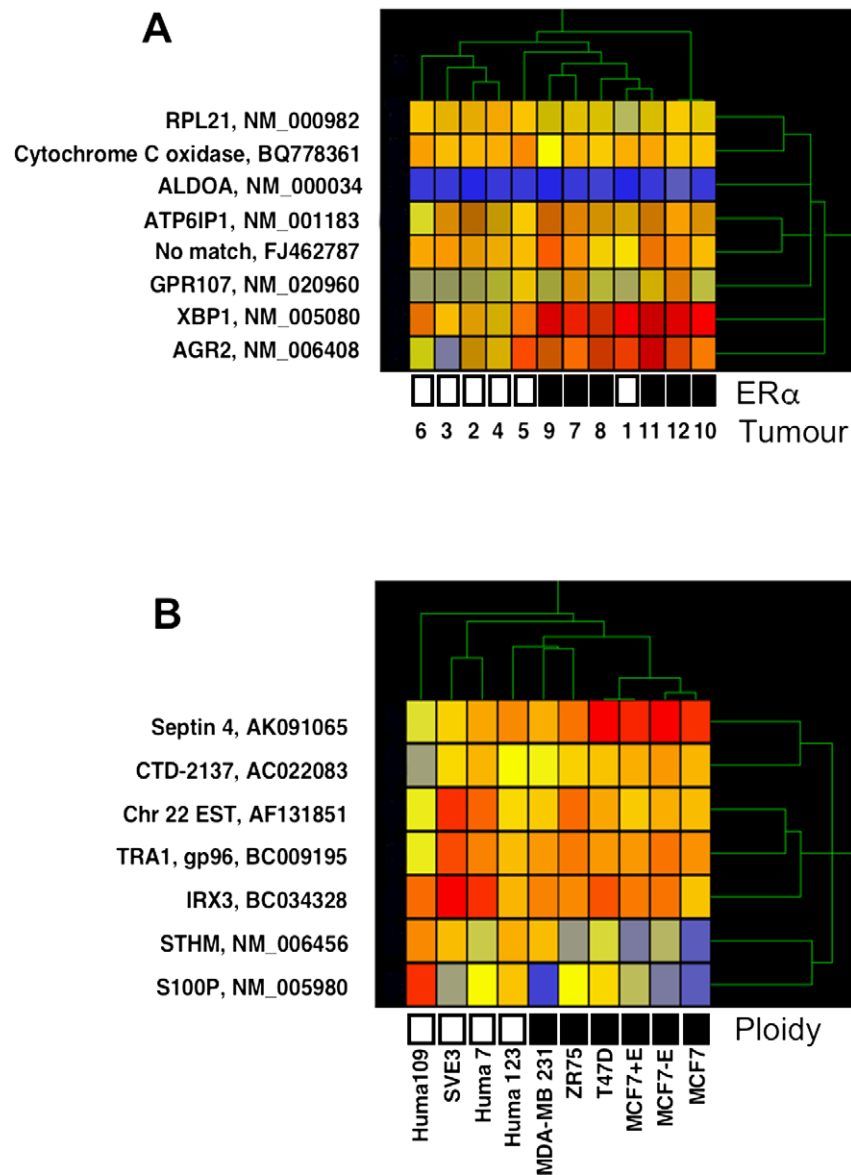 A
RPL21, NM_000982
Cytochrome C oxidase, BQ778361
ALDOA, NM_000034
ATP6IP1, NM_001183
No match, FJ462787
GPR107, NM_020960
XBP1, NM_005080
AGR2, NM_006408
ERα
6 3 2 4 5 9 7 8 1 11 12 10 Tumour
B
Septin 4, AK091065
CTD-2137, AC022083
Chr 22 EST, AF131851
TRA1, gp96, BC009195
IRX3, BC034328
STHM, NM_006456
S100P, NM_005980
Ploidy
Huma109
SVE3
Huma 7
Huma 123
MDA-MB 231
ZR75
T47D
MCF7+E
MCF7-E
MCF7